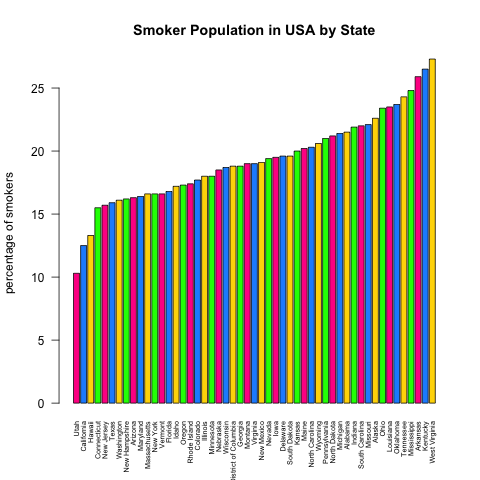 Smoker Population in USA by State
percentage of smokers
25
20
15
10
5
0
Utah
California
Hawaii
Connecticut
New Jersey
Texas
Washington
New Hampshire
Arizona
Maryland
Massachusetts
New York
Vermont
Florida
Idaho
Oregon
Rhode Island
Colorado
Illinois
Minnesota
Nebraska
Wisconsin
istrict of Columbia
Georgia
Montana
Virginia
New Mexico
Nevada
Iowa
Delaware
South Dakota
Kansas
Maine
North Carolina
Wyoming
Pennsylvania
North Dakota
Michigan
Alabama
Indiana
South Carolina
Missouri
Alaska
Ohio
Louisiana
Oklahoma
Tennessee
Mississippi
Arkansas
Kentucky
West Virginia